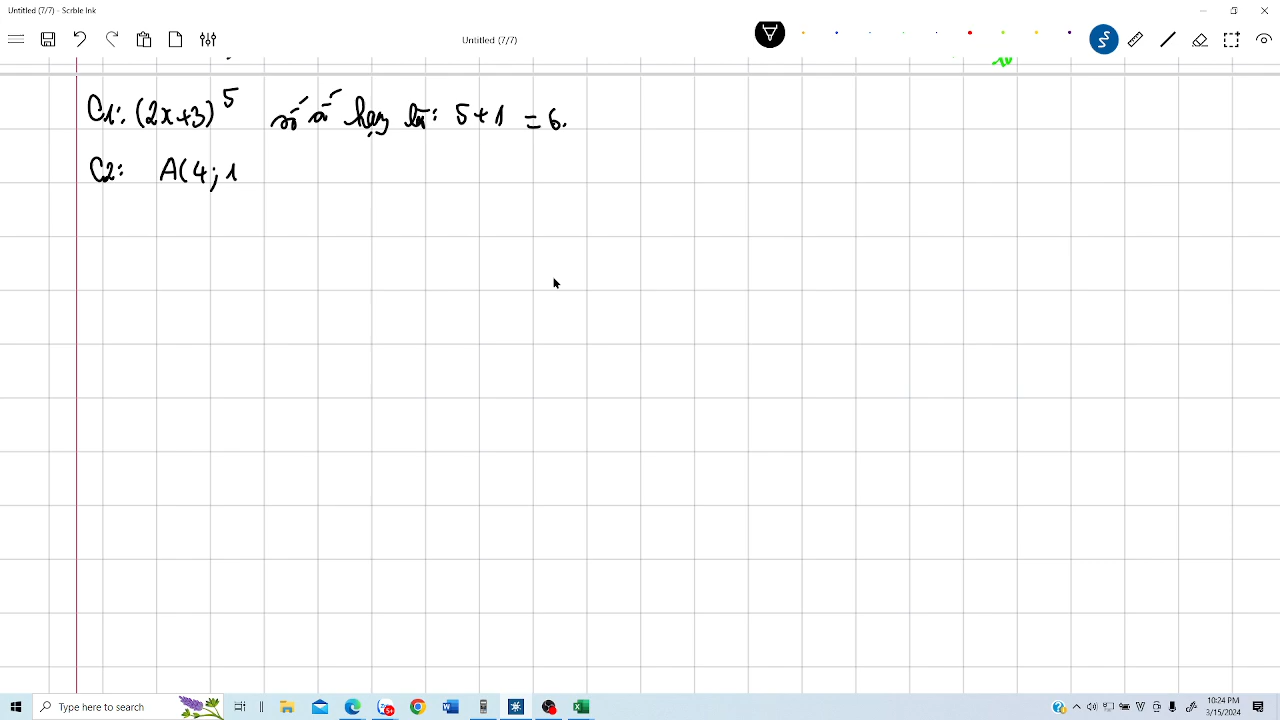 Untitled (7/7) - Scrble Ink
Untitled (7/7)
C1: (2x+3)^5 số số hạng là: 5+1 = 6.
C2: A(4; 1
Type here to search
10:24 PM
3/15/2024